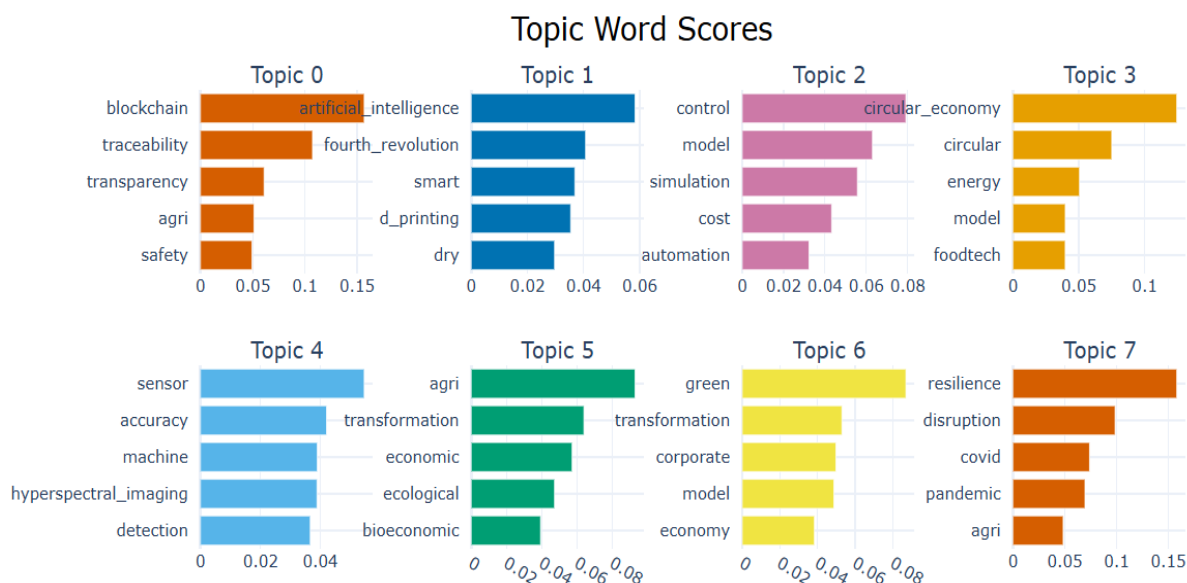 Topic Word Scores
Topic 0
blockchain
traceability
transparency
agri
safety
0 0.05 0.1 0.15
Topic 1
artificial_intelligence
fourth_revolution
smart
d_printing
dry
0 0.02 0.04 0.06
Topic 2
control
model
simulation
cost
automation
0 0.02 0.04 0.06 0.08
Topic 3
circular_economy
circular
energy
model
foodtech
0 0.05 0.1
Topic 4
sensor
accuracy
machine
hyperspectral_imaging
detection
0 0.02 0.04
Topic 5
agri
transformation
economic
ecological
bioeconomic
0 0.02 0.04 0.06 0.08
Topic 6
green
transformation
corporate
model
economy
0 0.02 0.04 0.06 0.08
Topic 7
resilience
disruption
covid
pandemic
agri
0 0.05 0.1 0.15